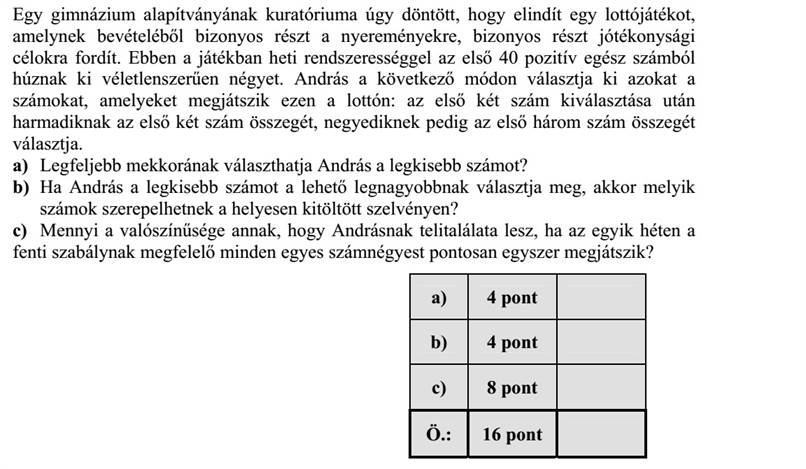 Egy gimnázium alapítványának kuratóriuma úgy döntött, hogy elindít egy lottójátékot,
amelynek bevételéből bizonyos részt a nyereményekre, bizonyos részt jótékonysági
célokra fordít. Ebben a játékban heti rendszerességgel az első 40 pozitív egész számból
húznak ki véletlenszerűen négyet. András a következő módon választja ki azokat a
számokat, amelyeket megjátszik ezen a lottón: az első két szám kiválasztása után
harmadiknak az első két szám összegét, negyediknek pedig az első három szám összegét
választja.
a) Legfeljebb mekkorának választhatja András a legkisebb számot?
b) Ha András a legkisebb számot a lehető legnagyobbnak választja meg, akkor melyik
számok szerepelhetnek a helyesen kitöltött szelvényen?
c) Mennyi a valószínűsége annak, hogy Andrásnak telitalálata lesz, ha az egyik héten a
fenti szabálynak megfelelő minden egyes számnégyest pontosan egyszer megjátszik?
a) 4 pont
b) 4 pont
c) 8 pont
Ö.: 16 pont